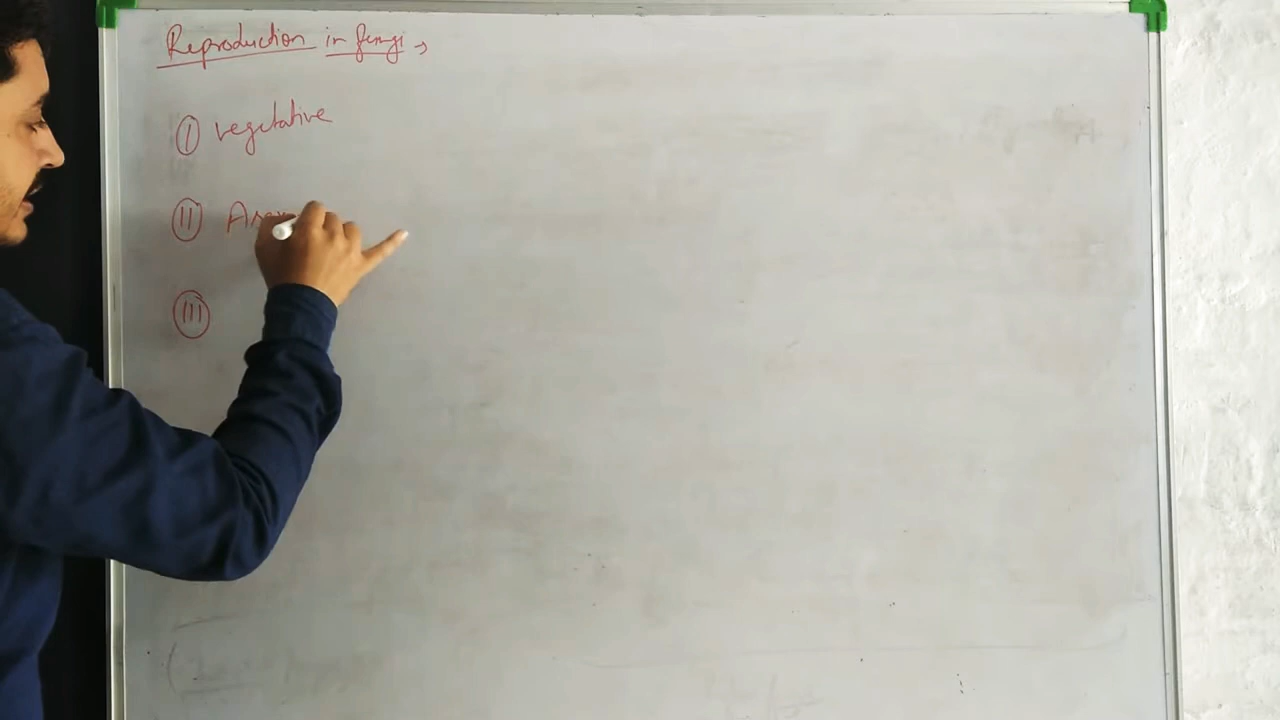 Reproduction in fungi →
I vegetative
II
III